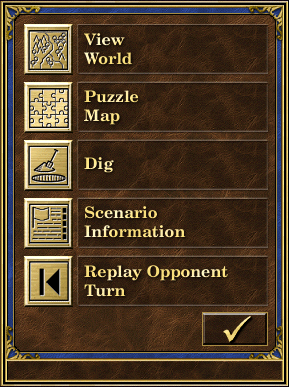 View
World
Puzzle
Map
Dig
Scenario
Information
Replay Opponent
Turn